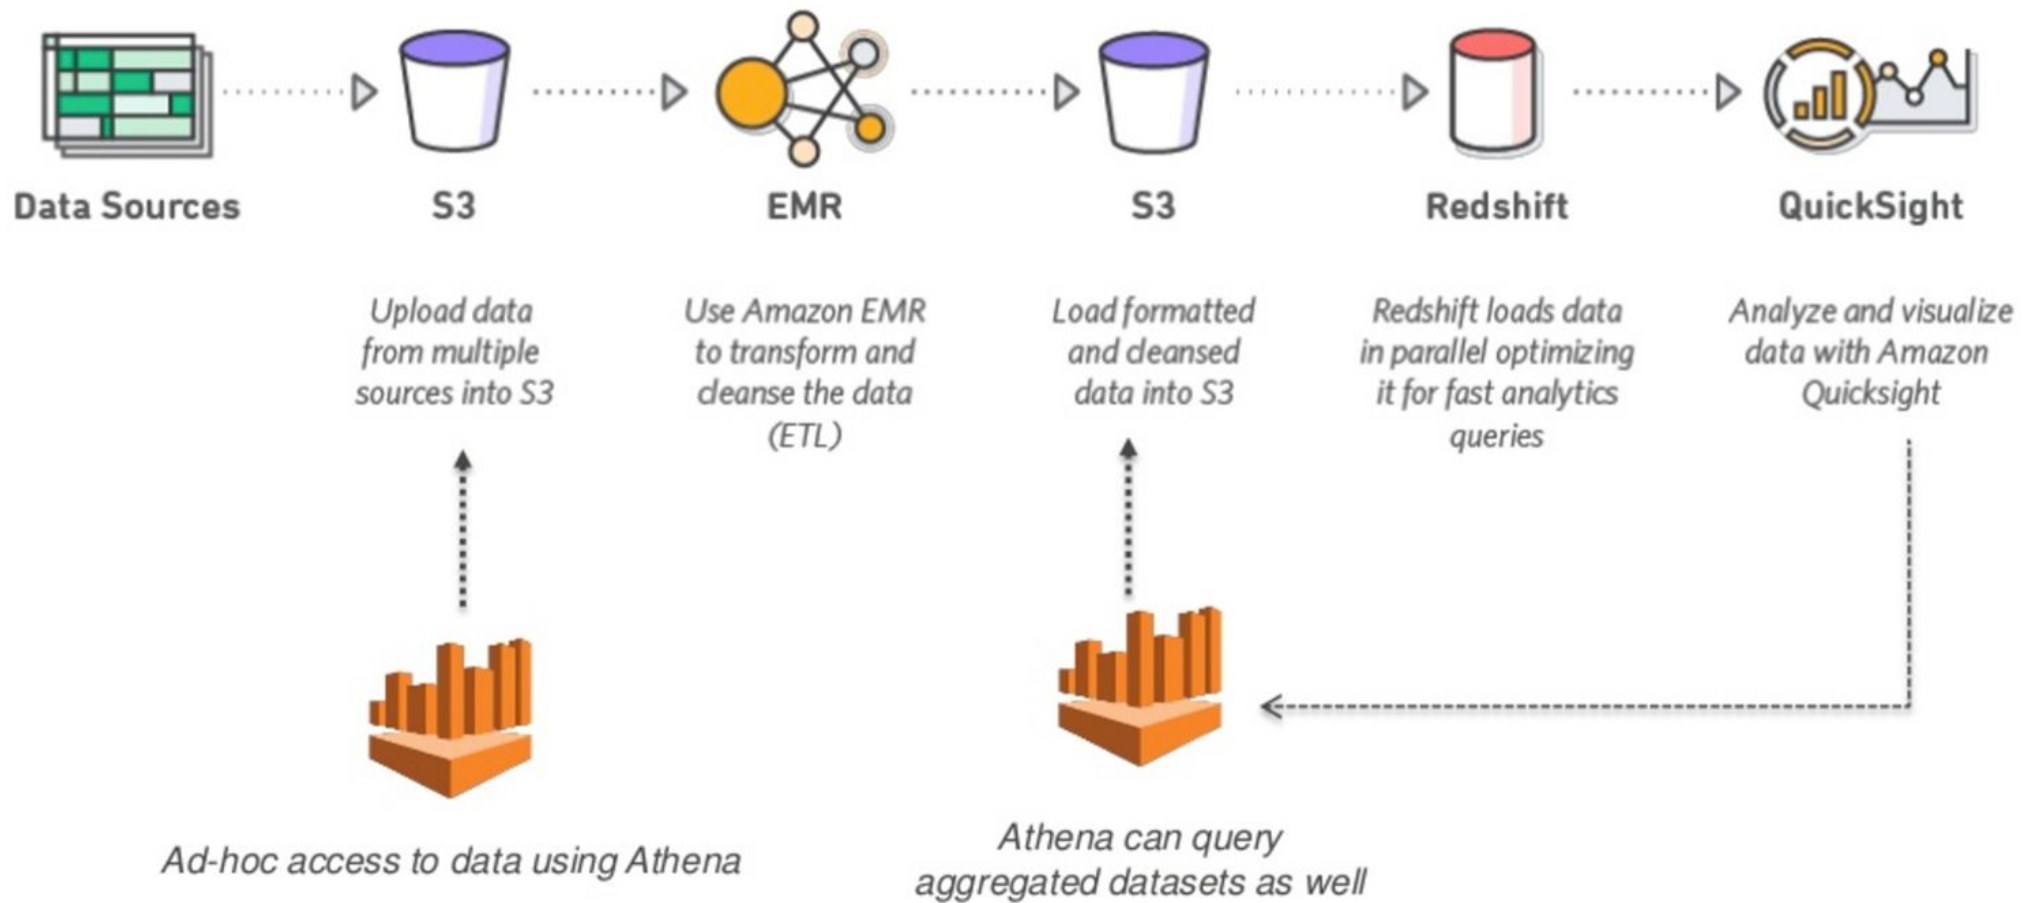 Data Sources
S3
EMR
S3
Redshift
QuickSight
Upload data
from multiple
sources into S3
Use Amazon EMR
to transform and
cleanse the data
(ETL)
Load formatted
and cleansed
data into S3
Redshift loads data
in parallel optimizing
it for fast analytics
queries
Analyze and visualize
data with Amazon
Quicksight
Ad-hoc access to data using Athena
Athena can query
aggregated datasets as well